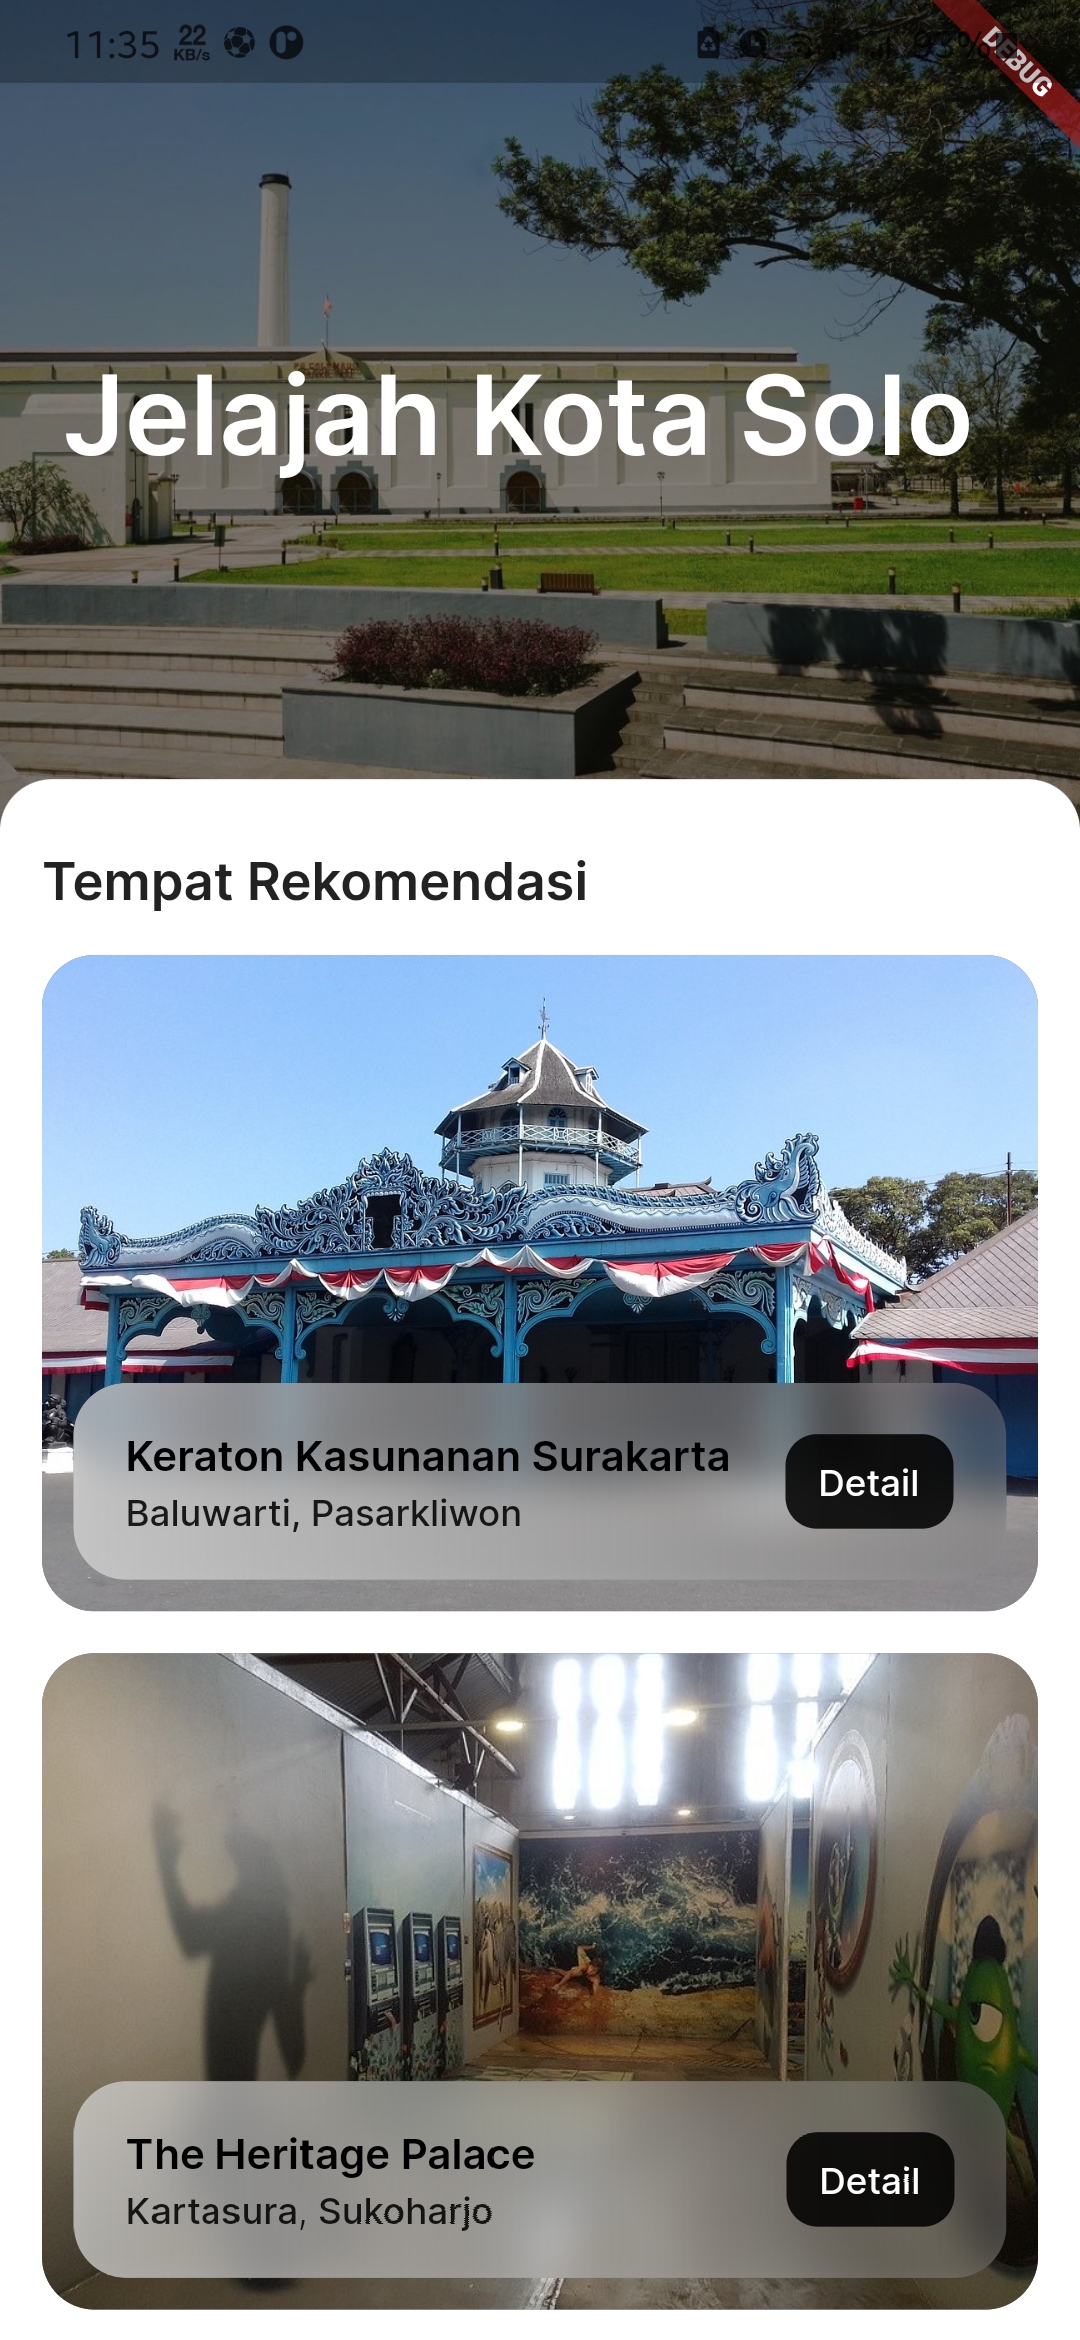 11:35 22 KB/s
DEBUG
Jelajah Kota Solo
Tempat Rekomendasi
Keraton Kasunanan Surakarta
Baluwarti, Pasarkliwon
Detail
The Heritage Palace
Kartasura, Sukoharjo
Detail